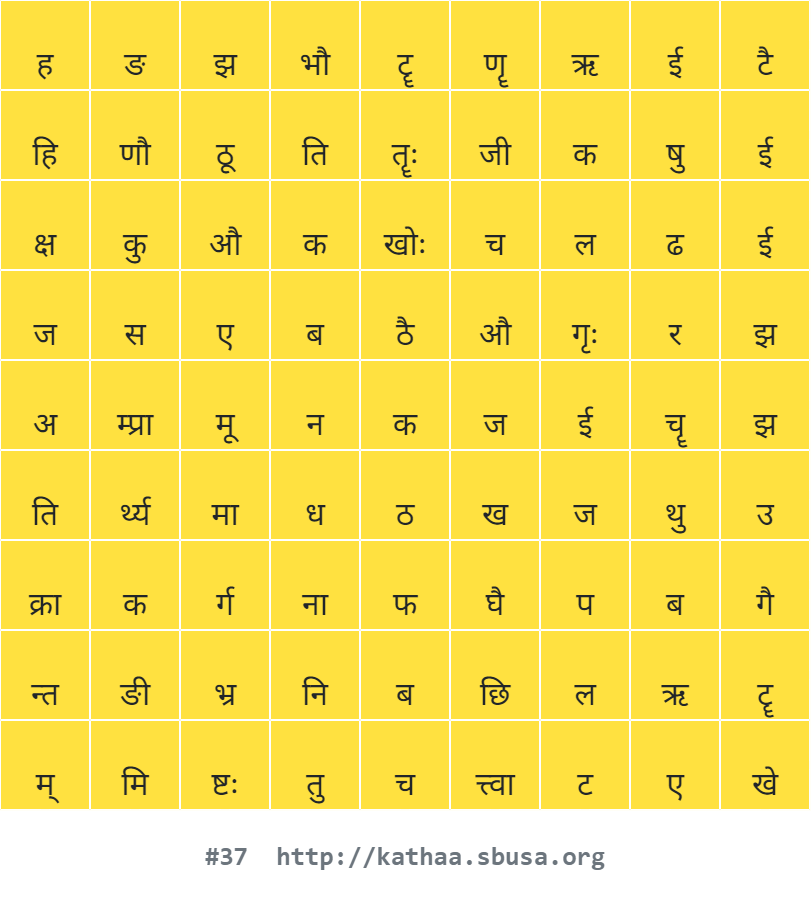 ह ङ झ भौ टॄ णॄ ऋ ई टै
हि णौ ठू ति तॄः जी क षु ई
क्ष कु औ क खोः च ल ढ ई
ज स ए ब ठै औ गृः र झ
अ म्प्रा मू न क ज ई चॄ झ
ति र्थ्य मा ध ठ ख ज थु उ
क्रा क र्ग ना फ घै प ब गै
न्त ङी भ्र नि ब छि ल ऋ टॄ
म् मि ष्टः तु च त्त्वा ट ए खे
#37 http://kathaa.sbusa.org